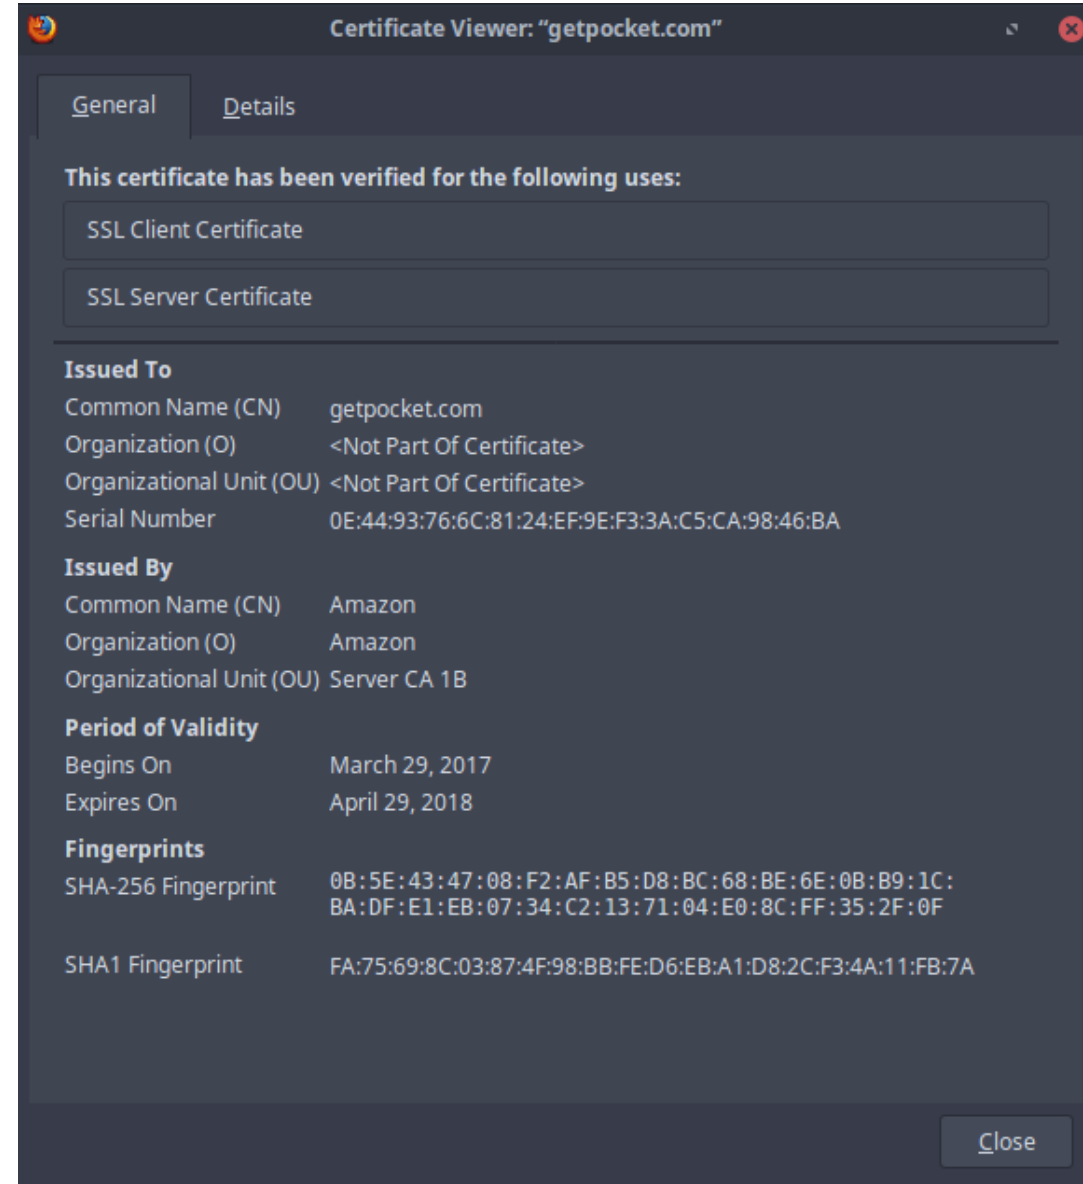 Certificate Viewer: “getpocket.com”
General Details
This certificate has been verified for the following uses:
SSL Client Certificate
SSL Server Certificate
Issued To
Common Name (CN) getpocket.com
Organization (O) <Not Part Of Certificate>
Organizational Unit (OU) <Not Part Of Certificate>
Serial Number 0E:44:93:76:6C:81:24:EF:9E:F3:3A:C5:CA:98:46:BA
Issued By
Common Name (CN) Amazon
Organization (O) Amazon
Organizational Unit (OU) Server CA 1B
Period of Validity
Begins On March 29, 2017
Expires On April 29, 2018
Fingerprints
SHA-256 Fingerprint 0B:5E:43:47:08:F2:AF:B5:D8:BC:68:BE:6E:0B:B9:1C:
BA:DF:E1:EB:07:34:C2:13:71:04:E0:8C:FF:35:2F:0F
SHA1 Fingerprint FA:75:69:8C:03:87:4F:98:BB:FE:D6:EB:A1:D8:2C:F3:4A:11:FB:7A
Close